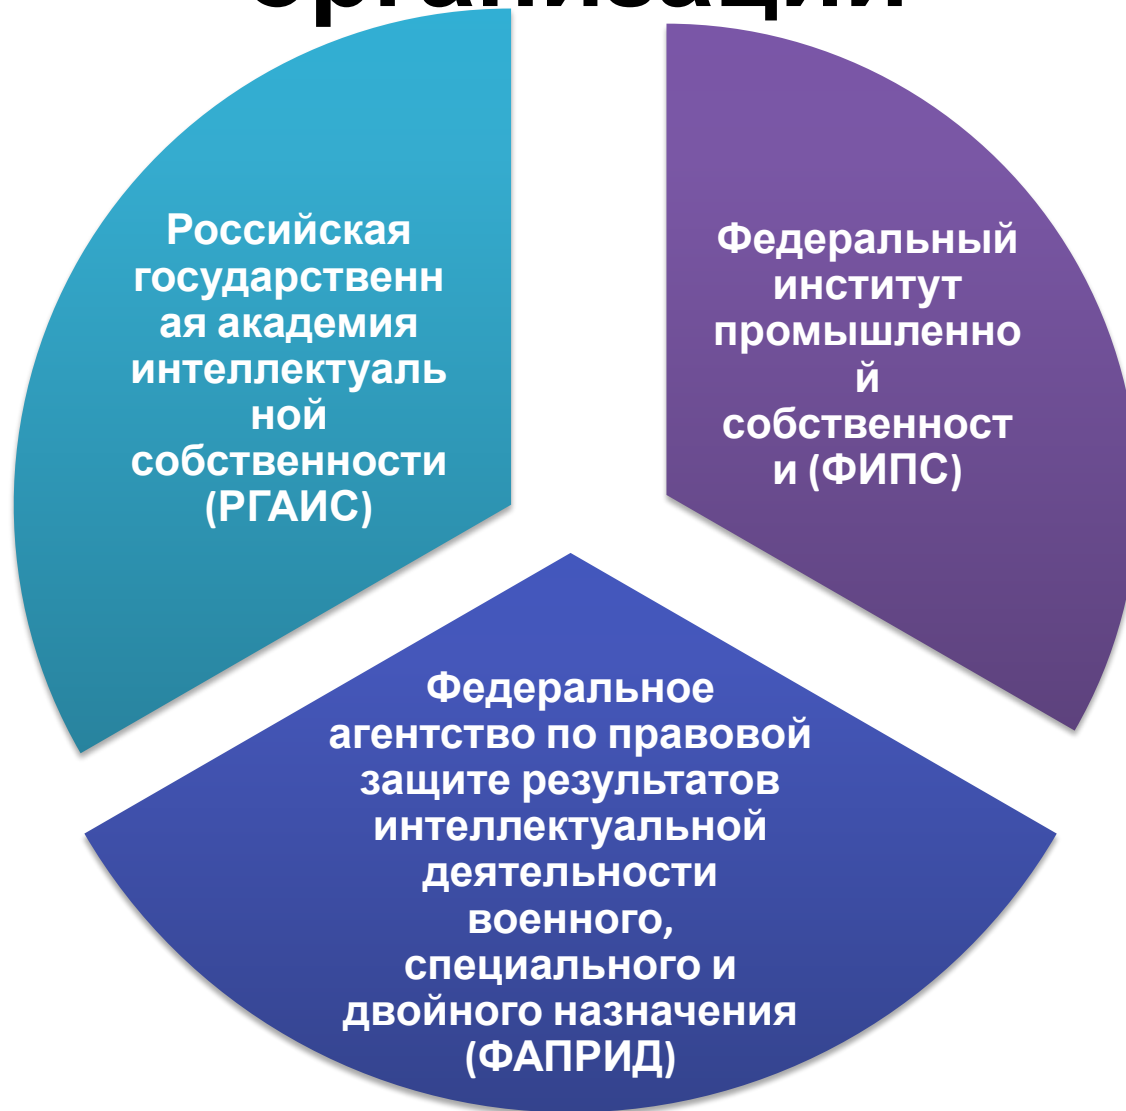 Российская
государственн
ая академия
интеллектуаль
ной
собственности
(РГАИС)
Федеральный
институт
промышленно
й
собственност
и (ФИПС)
Федеральное
агентство по правовой
защите результатов
интеллектуальной
деятельности
военного,
специального и
двойного назначения
(ФАПРИД)